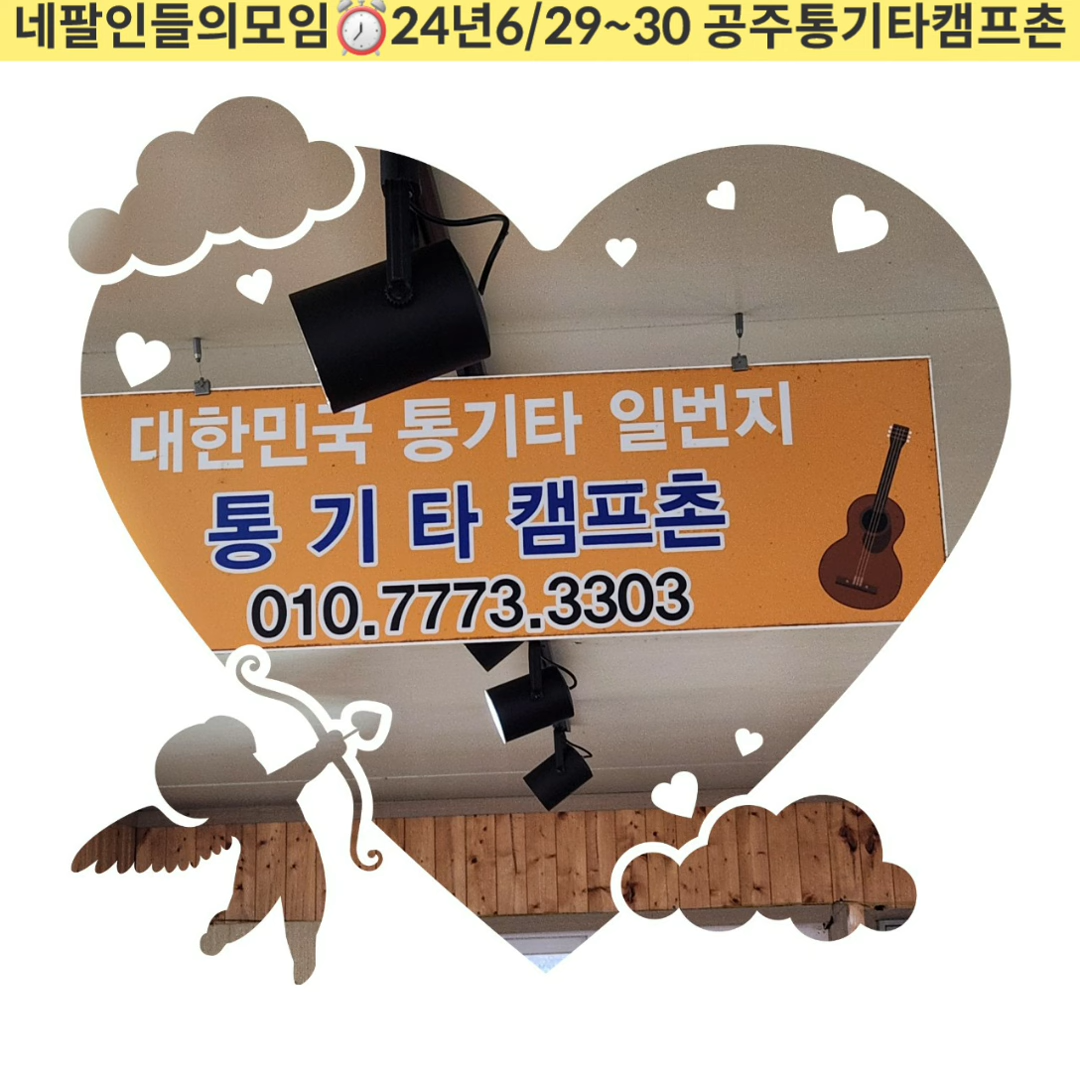 네팔인들의모임⏰24년6/29~30 공주통기타캠프촌
대한민국 통기타 일번지
통기타 캠프촌
010.7773.3303